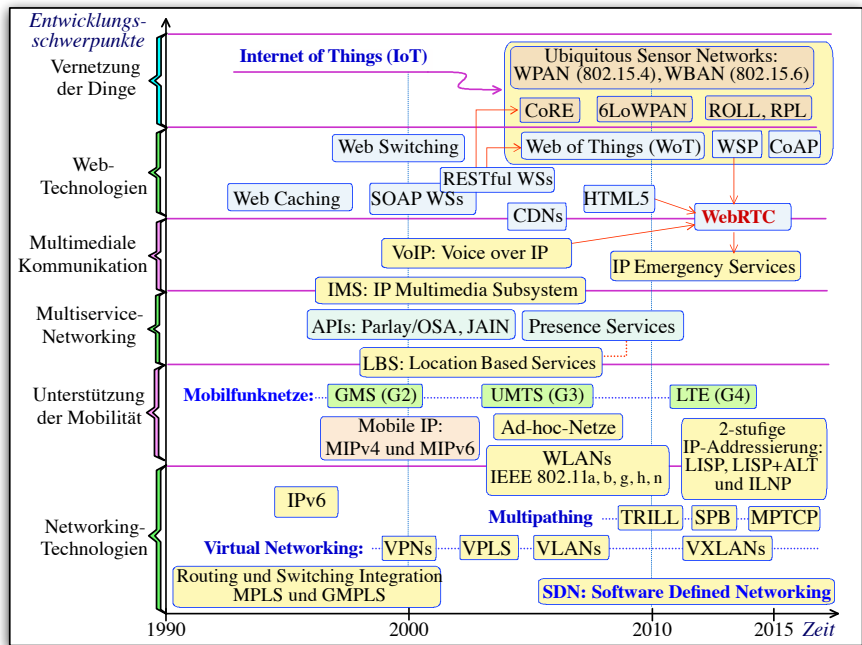 Entwicklungs-
schwerpunkte
Vernetzung
der Dinge
Internet of Things (IoT)
Ubiquitous Sensor Networks:
WPAN (802.15.4), WBAN (802.15.6)
CoRE
6LoWPAN
ROLL, RPL
Web-
Technologien
Web Switching
Web of Things (WoT)
WSP
CoAP
RESTful WSs
Web Caching
SOAP WSs
HTML5
CDNs
WebRTC
Multimediale
Kommunikation
VoIP: Voice over IP
IP Emergency Services
IMS: IP Multimedia Subsystem
Multiservice-
Networking
APIs: Parlay/OSA, JAIN
Presence Services
LBS: Location Based Services
Unterstützung
der Mobilität
Mobilfunknetze:
GMS (G2)
UMTS (G3)
LTE (G4)
Mobile IP:
MIPv4 und MIPv6
Ad-hoc-Netze
WLANs
IEEE 802.11a, b, g, h, n
2-stufige
IP-Addressierung:
LISP, LISP+ALT
und ILNP
Networking-
Technologien
IPv6
Multipathing
TRILL
SPB
MPTCP
Virtual Networking:
VPNs
VPLS
VLANs
VXLANs
Routing und Switching Integration
MPLS und GMPLS
SDN: Software Defined Networking
1990
2000
2010
2015
Zeit